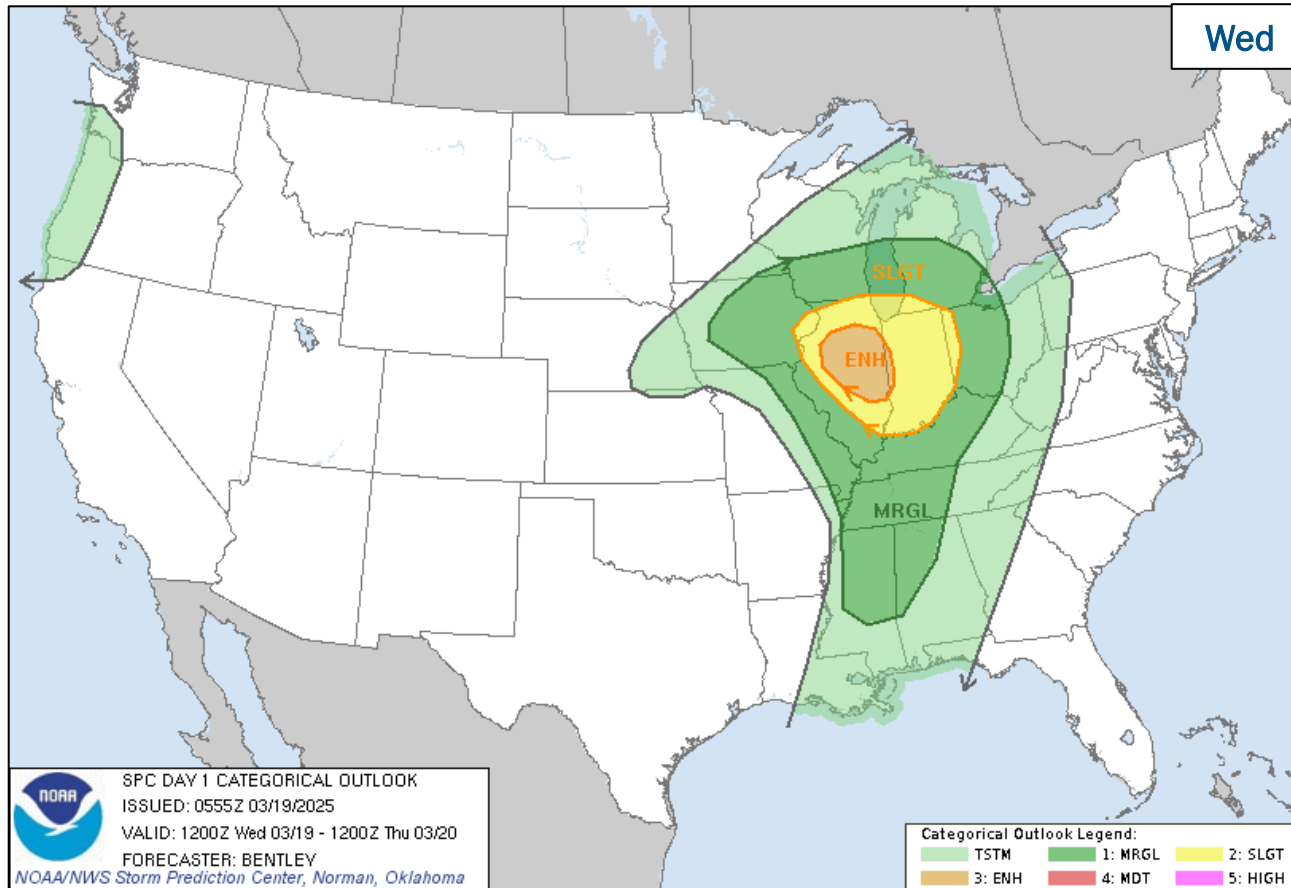 Wed
SLGT
ENH
MRGL
NOAA
SPC DAY 1 CATEGORICAL OUTLOOK
ISSUED: 0555Z 03/19/2025
VALID: 1200Z Wed 03/19 - 1200Z Thu 03/20
FORECASTER: BENTLEY
NOAA/NWS Storm Prediction Center, Norman, Oklahoma
Categorical Outlook Legend:
TSTM 1: MRGL 2: SLGT
3: ENH 4: MDT 5: HIGH